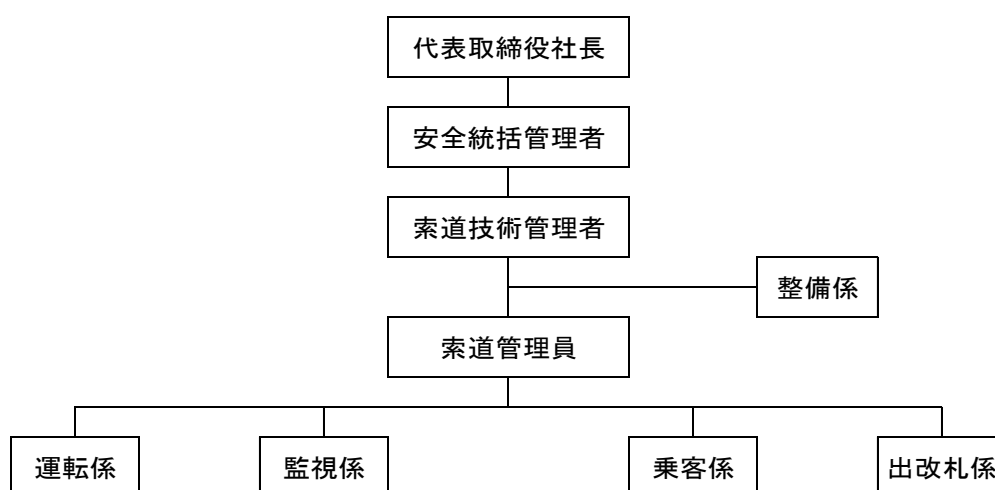 代表取締役社長
安全統括管理者
索道技術管理者
整備係
索道管理員
運転係
監視係
乗客係
出改札係